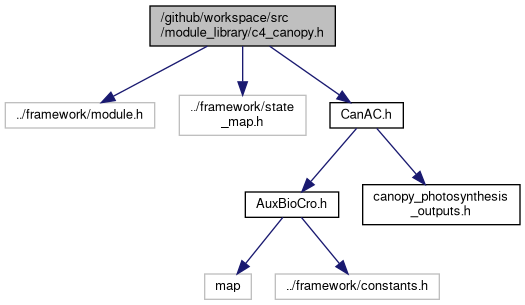 /github/workspace/src
/module_library/c4_canopy.h
../framework/module.h
../framework/state
_map.h
CanAC.h
AuxBioCro.h
canopy_photosynthesis
_outputs.h
map
../framework/constants.h